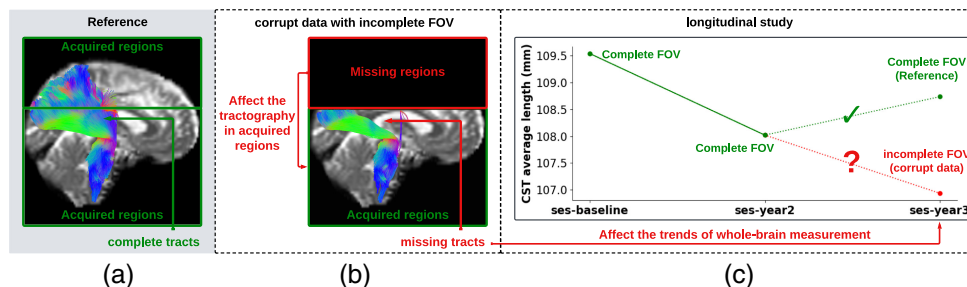 Reference
Acquired regions
Acquired regions
complete tracts
(a)
corrupt data with incomplete FOV
Missing regions
Affect the
tractography
in acquired
regions
Acquired regions
missing tracts
(b)
longitudinal study
CST average length (mm)
109.5
109.0
108.5
108.0
107.5
107.0
Complete FOV
Complete FOV
Complete FOV
(Reference)
✓
?
incomplete FOV
(corrupt data)
ses-baseline
ses-year2
ses-year3
Affect the trends of whole-brain measurement
(c)